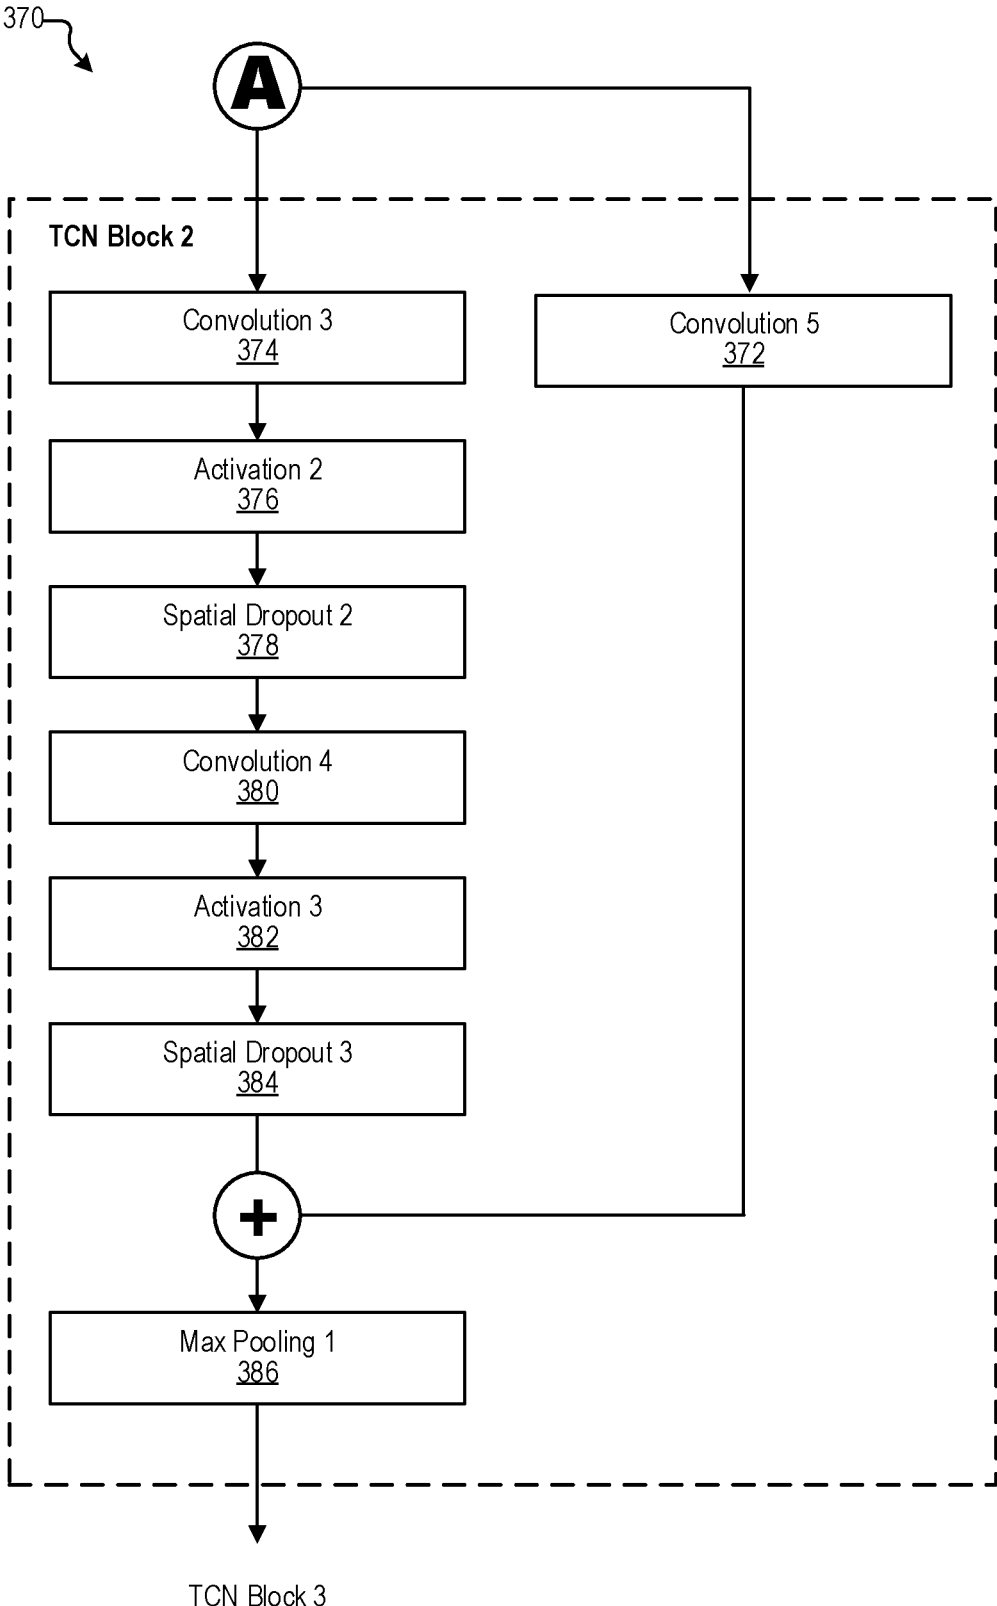 370
A
TCN Block 2
Convolution 3
374
Convolution 5
372
Activation 2
376
Spatial Dropout 2
378
Convolution 4
380
Activation 3
382
Spatial Dropout 3
384
+
Max Pooling 1
386
TCN Block 3